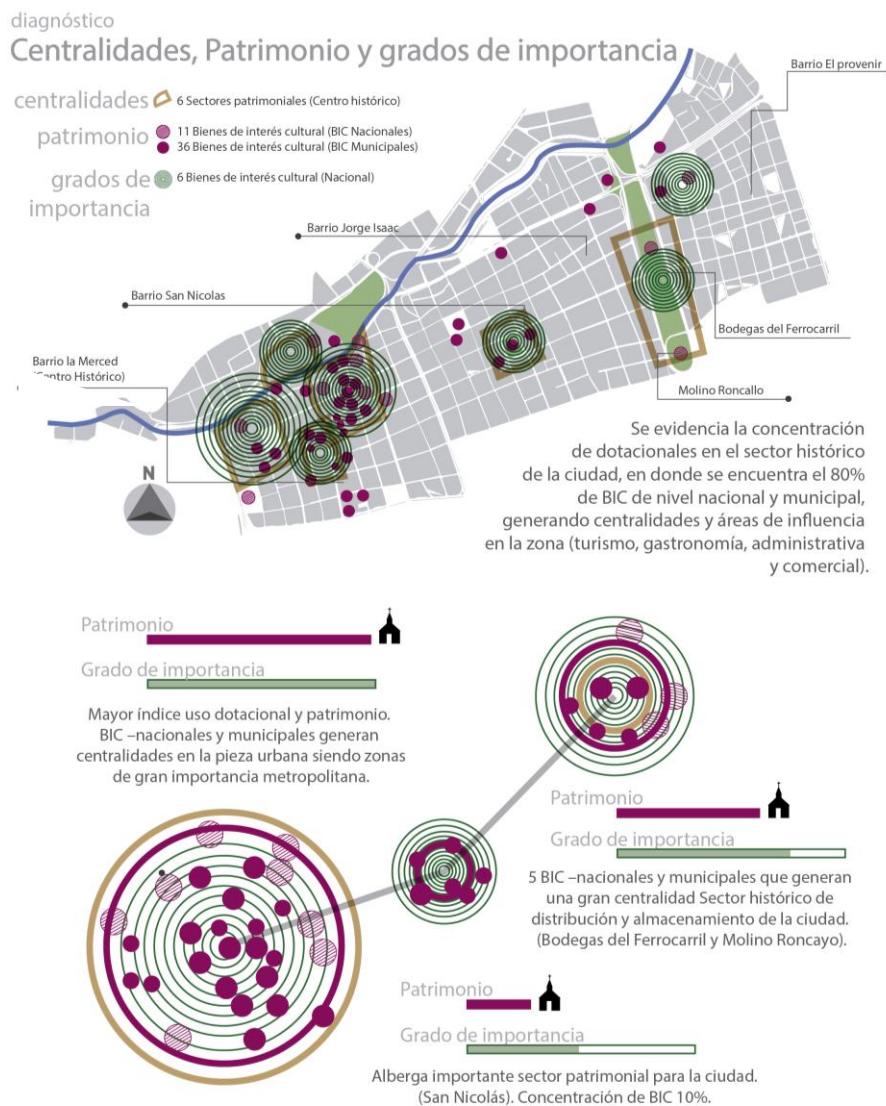 diagnóstico
Centralidades, Patrimonio y grados de importancia
centralidades
6 Sectores patrimoniales (Centro histórico)
patrimonio
11 Bienes de interés cultural (BIC Nacionales)
36 Bienes de interés cultural (BIC Municipales)
grados de
importancia
6 Bienes de interés cultural (Nacional)
Barrio El provenir
Barrio Jorge Isaac
Barrio San Nicolas
Barrio la Merced
(Centro Histórico)
Bodegas del Ferrocarril
Molino Roncallo
N
Se evidencia la concentración
de dotacionales en el sector histórico
de la ciudad, en donde se encuentra el 80%
de BIC de nivel nacional y municipal,
generando centralidades y áreas de influencia
en la zona (turismo, gastronomía, administrativa
y comercial).
Patrimonio
Grado de importancia
Mayor índice uso dotacional y patrimonio.
BIC –nacionales y municipales generan
centralidades en la pieza urbana siendo zonas
de gran importancia metropolitana.
Patrimonio
Grado de importancia
5 BIC –nacionales y municipales que generan
una gran centralidad Sector histórico de
distribución y almacenamiento de la ciudad.
(Bodegas del Ferrocarril y Molino Roncayo).
Patrimonio
Grado de importancia
Alberga importante sector patrimonial para la ciudad.
(San Nicolás). Concentración de BIC 10%.